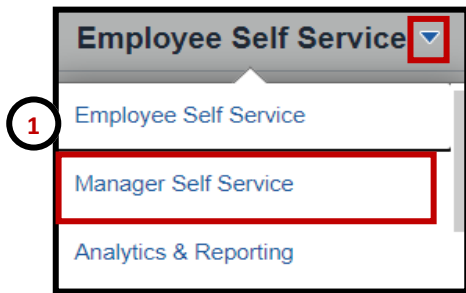 Employee Self Service
1
Employee Self Service
Manager Self Service
Analytics & Reporting